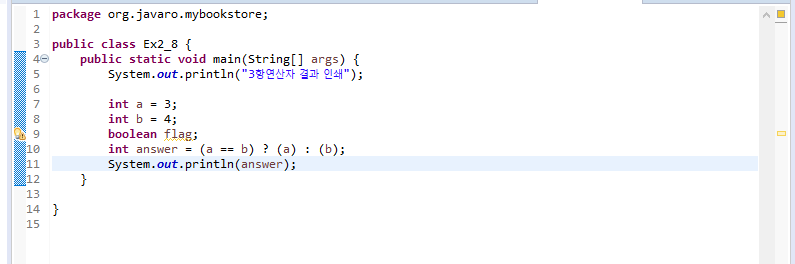 1 package org.javaro.mybookstore;
2
3 public class Ex2_8 {
4     public static void main(String[] args) {
5         System.out.println("3항연산자 결과 인쇄");
6
7         int a = 3;
8         int b = 4;
9         boolean flag;
10         int answer = (a == b) ? (a) : (b);
11         System.out.println(answer);
12     }
13
14 }
15